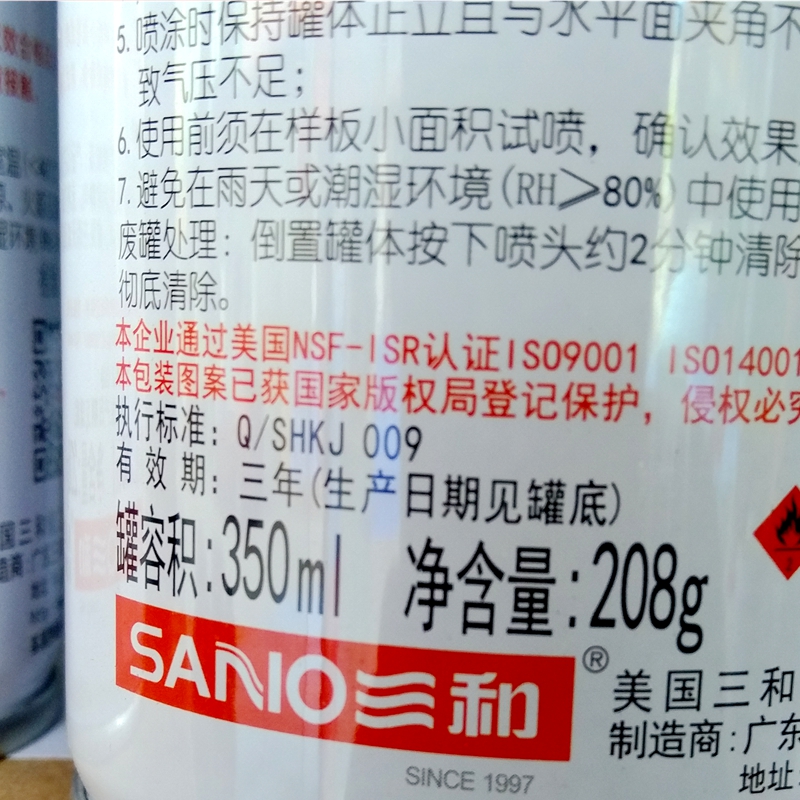 5.喷涂时保持罐体正立且与水平面夹角不
致气压不足；
6.使用前须在样板小面积试喷，确认效果
7.避免在雨天或潮湿环境(RH≥80%)中使用
废罐处理：倒置罐体按下喷头约2分钟清除
彻底清除。
本企业通过美国NSF-ISR认证ISO9001 ISO14001
本包装图案已获国家版权局登记保护，侵权必究
执行标准：Q/SHKJ 009
有 效 期：三年(生产日期见罐底)
罐容积:350ml 净含量:208g
SANO三和®
美国三和
制造商:广东
地址:
SINCE 1997